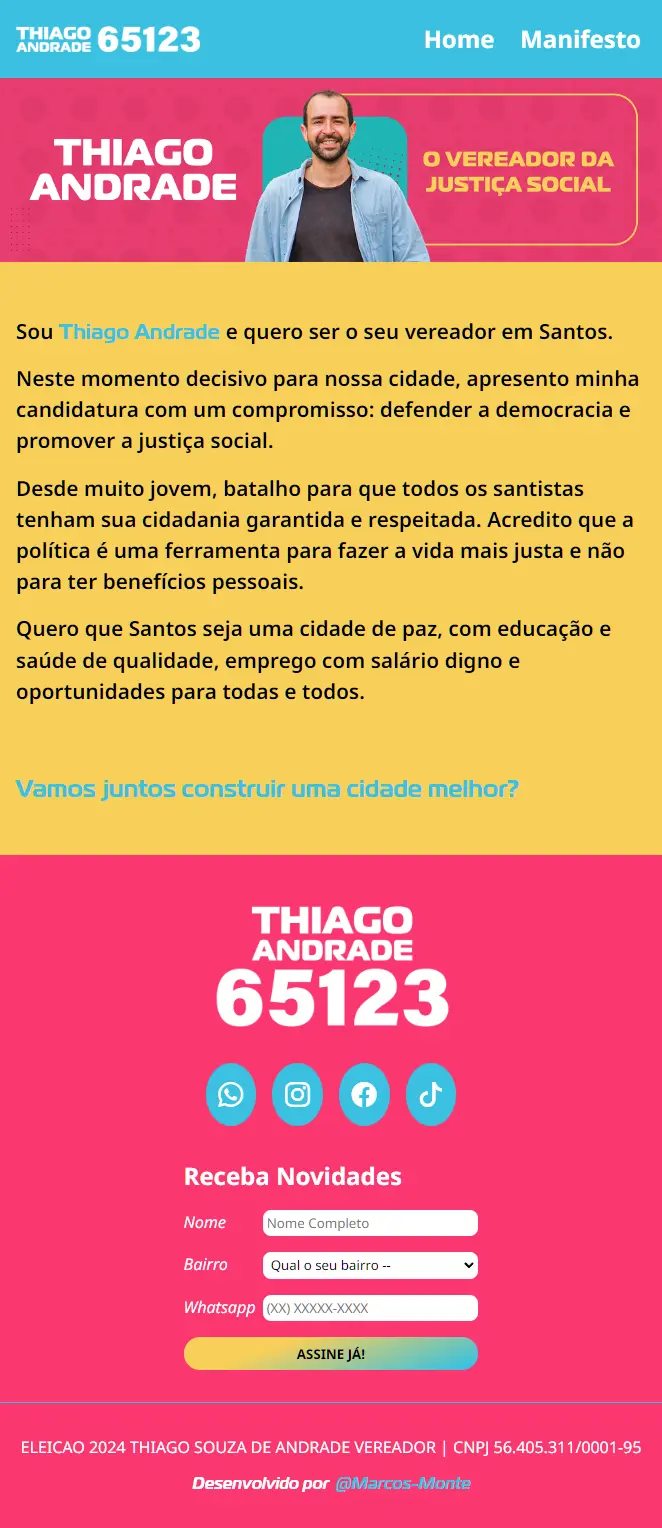 THIAGO
ANDRADE 65123
Home Manifesto
THIAGO
ANDRADE
O VEREADOR DA
JUSTIÇA SOCIAL
Sou Thiago Andrade e quero ser o seu vereador em Santos.
Neste momento decisivo para nossa cidade, apresento minha
candidatura com um compromisso: defender a democracia e
promover a justiça social.
Desde muito jovem, batalho para que todos os santistas
tenham sua cidadania garantida e respeitada. Acredito que a
política é uma ferramenta para fazer a vida mais justa e não
para ter benefícios pessoais.
Quero que Santos seja uma cidade de paz, com educação e
saúde de qualidade, emprego com salário digno e
oportunidades para todas e todos.
Vamos juntos construir uma cidade melhor?
THIAGO
ANDRADE
65123
Receba Novidades
Nome Nome Completo
Bairro Qual o seu bairro --
Whatsapp (XX) XXXXX-XXXX
ASSINE JÁ!
ELEICAO 2024 THIAGO SOUZA DE ANDRADE VEREADOR | CNPJ 56.405.311/0001-95
Desenvolvido por @Marcos-Monte